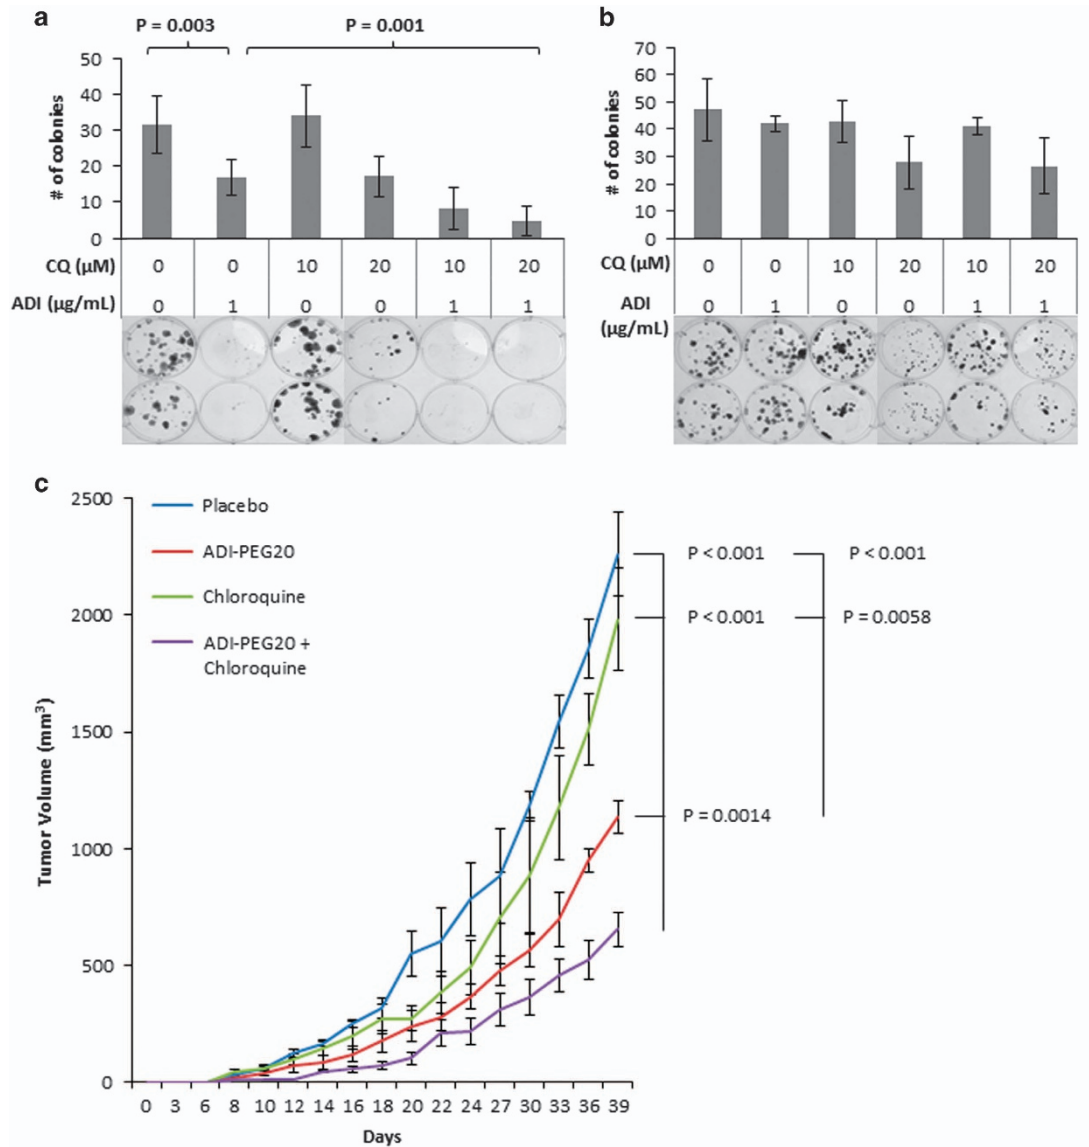 a
P = 0.003
P = 0.001
50
40
30
20
10
0
# of colonies
CQ (µM) 0 0 10 20 10 20
ADI (µg/mL) 0 1 0 0 1 1
b
70
60
50
40
30
20
10
0
# of colonies
CQ (µM) 0 0 10 20 10 20
ADI 0 1 0 0 1 1
(µg/mL)
c
2500
2000
1500
1000
500
0
Tumor Volume (mm³)
Placebo
ADI-PEG20
Chloroquine
ADI-PEG20 +
Chloroquine
P < 0.001 P < 0.001
P < 0.001 P = 0.0058
P = 0.0014
0 3 6 8 10 12 14 16 18 20 22 24 27 30 33 36 39
Days